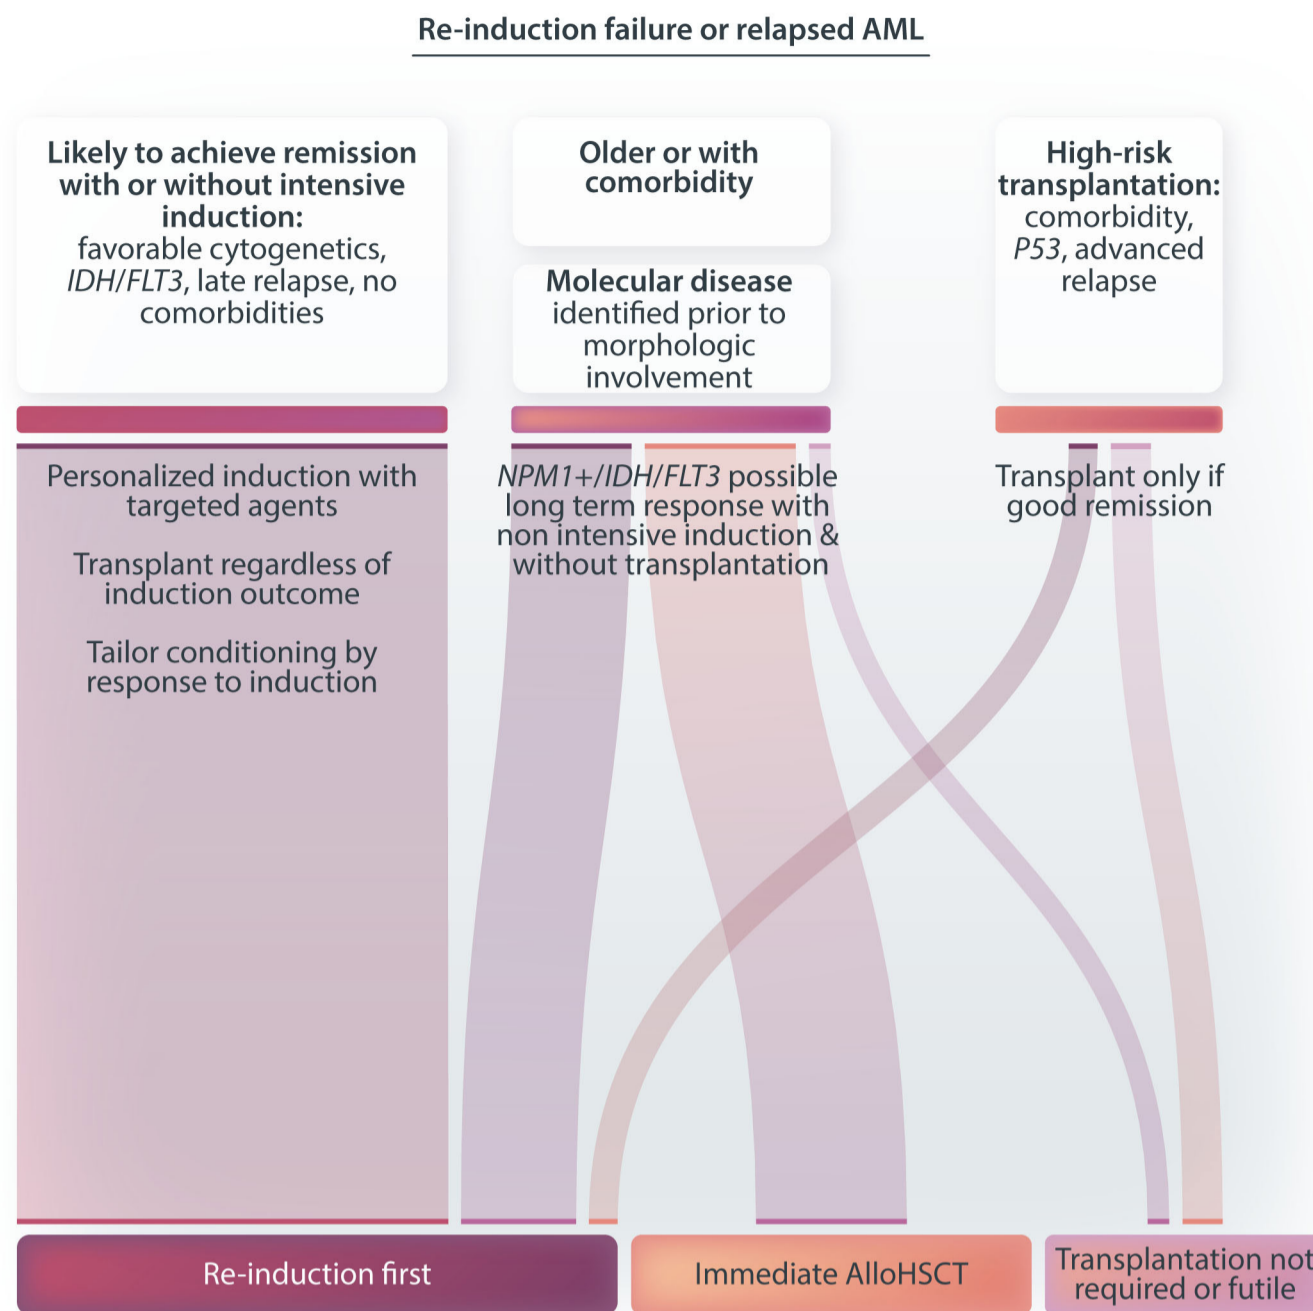 Re-induction failure or relapsed AML
Likely to achieve remission
with or without intensive
induction:
favorable cytogenetics,
IDH/FLT3, late relapse, no
comorbidities
Older or with
comorbidity
Molecular disease
identified prior to
morphologic
involvement
High-risk
transplantation:
comorbidity,
P53, advanced
relapse
Personalized induction with
targeted agents
Transplant regardless of
induction outcome
Tailor conditioning by
response to induction
NPM1+/IDH/FLT3 possible
long term response with
non intensive induction &
without transplantation
Transplant only if
good remission
Re-induction first
Immediate AlloHSCT
Transplantation not
required or futile